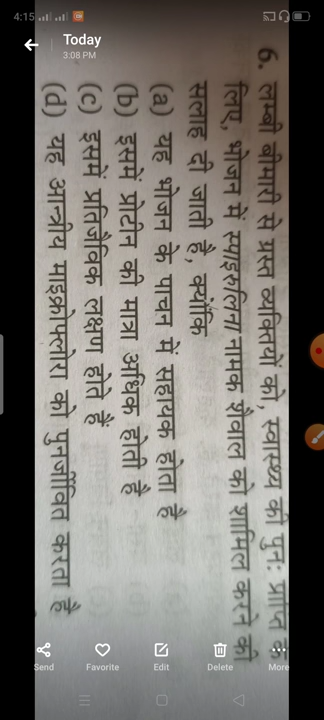 4:15
Today
3:08 PM
6. लम्बी बीमारी से ग्रस्त व्यक्तियों को, स्वास्थ्य की पुनः प्राप्ति के
लिए, भोजन में स्पाइरुलिना नामक शैवाल को शामिल करने की
सलाह दी जाती है, क्योंकि
(a) यह भोजन के पाचन में सहायक होता है
(b) इसमें प्रोटीन की मात्रा अधिक होती है
(c) इसमें प्रतिजैविक लक्षण होते हैं
(d) यह आन्त्रीय माइक्रोफ्लोरा को पुनर्जीवित करता है
Send
Favorite
Edit
Delete
More